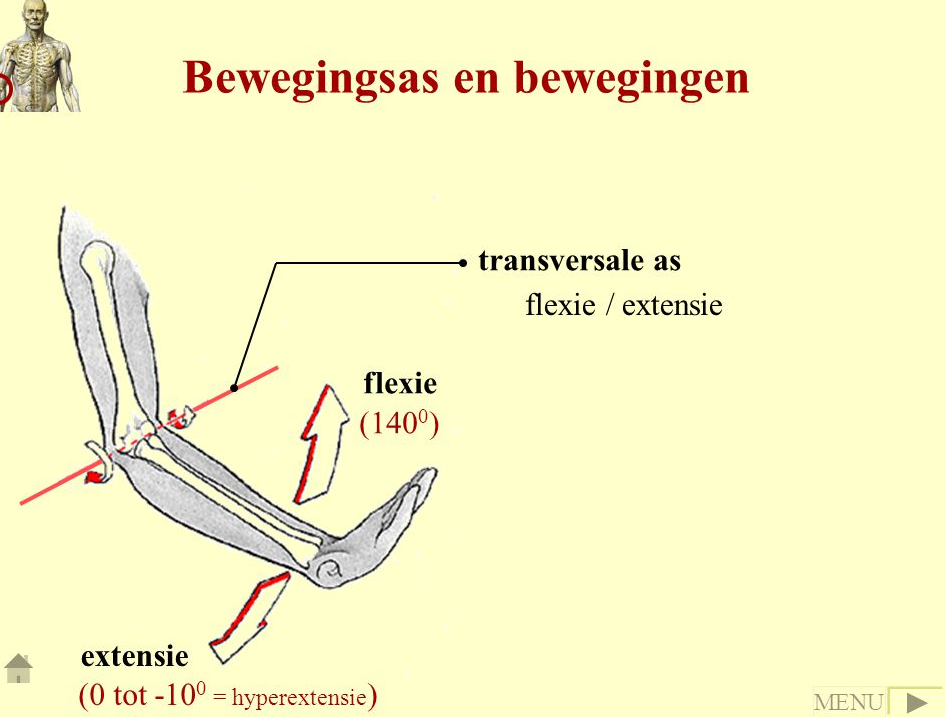 Bewegingsas en bewegingen
transversale as
flexie / extensie
flexie
(140⁰)
extensie
(0 tot -10⁰ = hyperextensie)
MENU